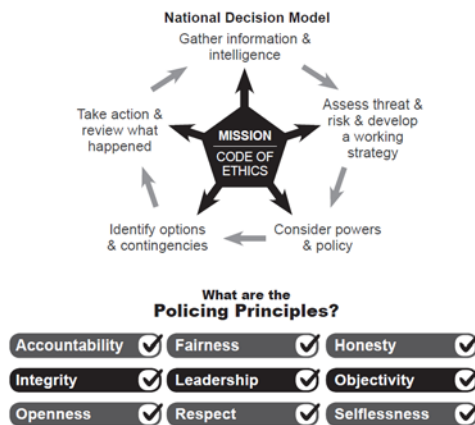 National Decision Model
Gather information &
intelligence
Assess threat &
risk & develop
a working
strategy
Consider powers
& policy
Identify options
& contingencies
Take action &
review what
happened
MISSION
CODE OF
ETHICS
What are the
Policing Principles?
Accountability
Fairness
Honesty
Integrity
Leadership
Objectivity
Openness
Respect
Selflessness